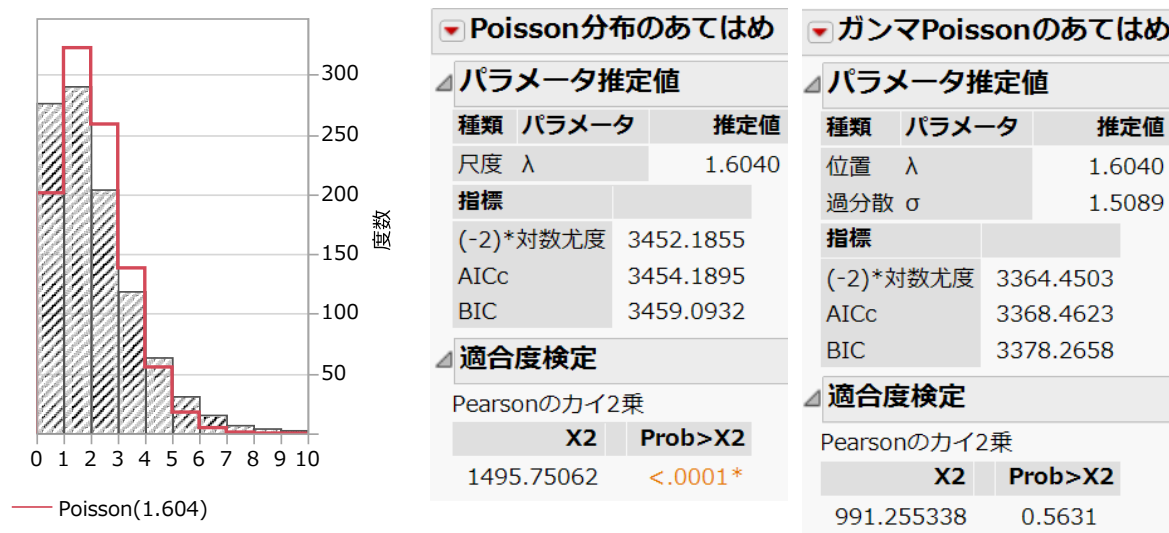 300
250
200
150
100
50
度数
0 1 2 3 4 5 6 7 8 9 10
Poisson(1.604)
Poisson分布のあてはめ
パラメータ推定値
種類 パラメータ 推定値
尺度 λ 1.6040
指標
(-2)*対数尤度 3452.1855
AICc 3454.1895
BIC 3459.0932
適合度検定
Pearsonのカイ2乗
X2 Prob>X2
1495.75062 <.0001*
ガンマPoissonのあてはめ
パラメータ推定値
種類 パラメータ 推定値
位置 λ 1.6040
過分散 σ 1.5089
指標
(-2)*対数尤度 3364.4503
AICc 3368.4623
BIC 3378.2658
適合度検定
Pearsonのカイ2乗
X2 Prob>X2
991.255338 0.5631